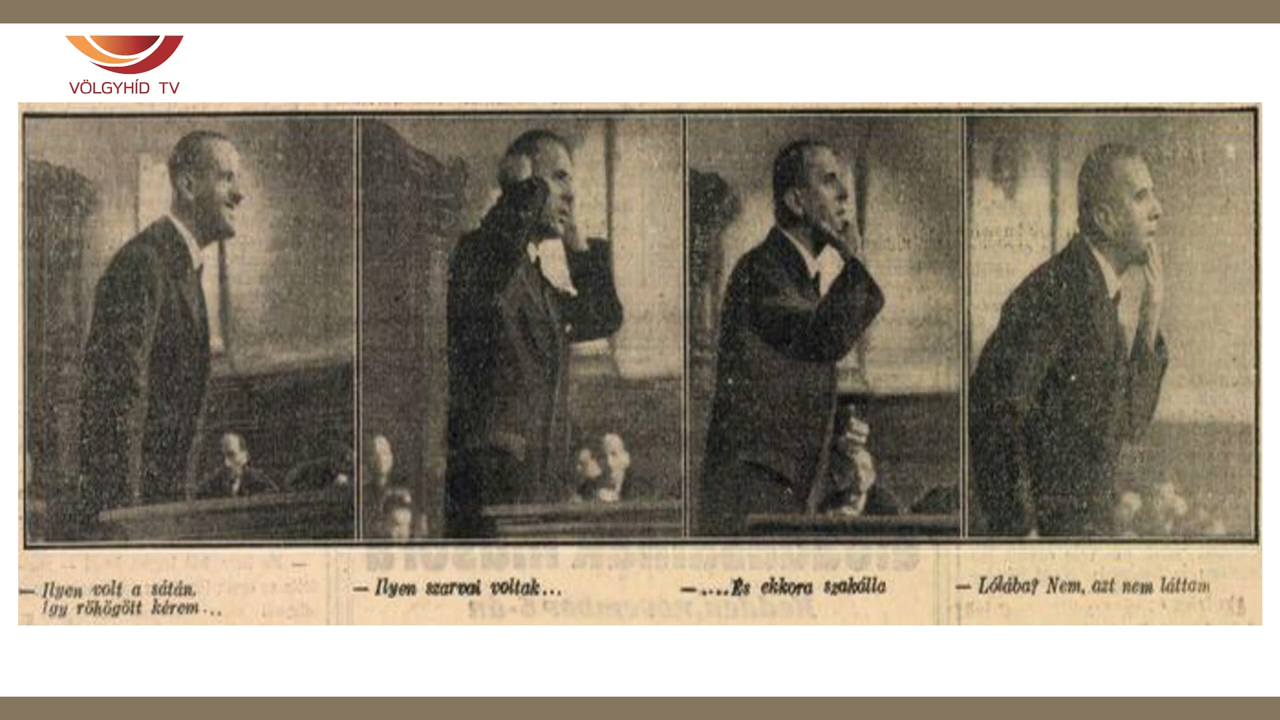 VÖLGYHÍD TV
— Ilyen volt a sátán.
Így röhögött kérem...
— Ilyen szarvai voltak...
—....És ekkora szakálla
— Lólába? Nem, azt nem láttam